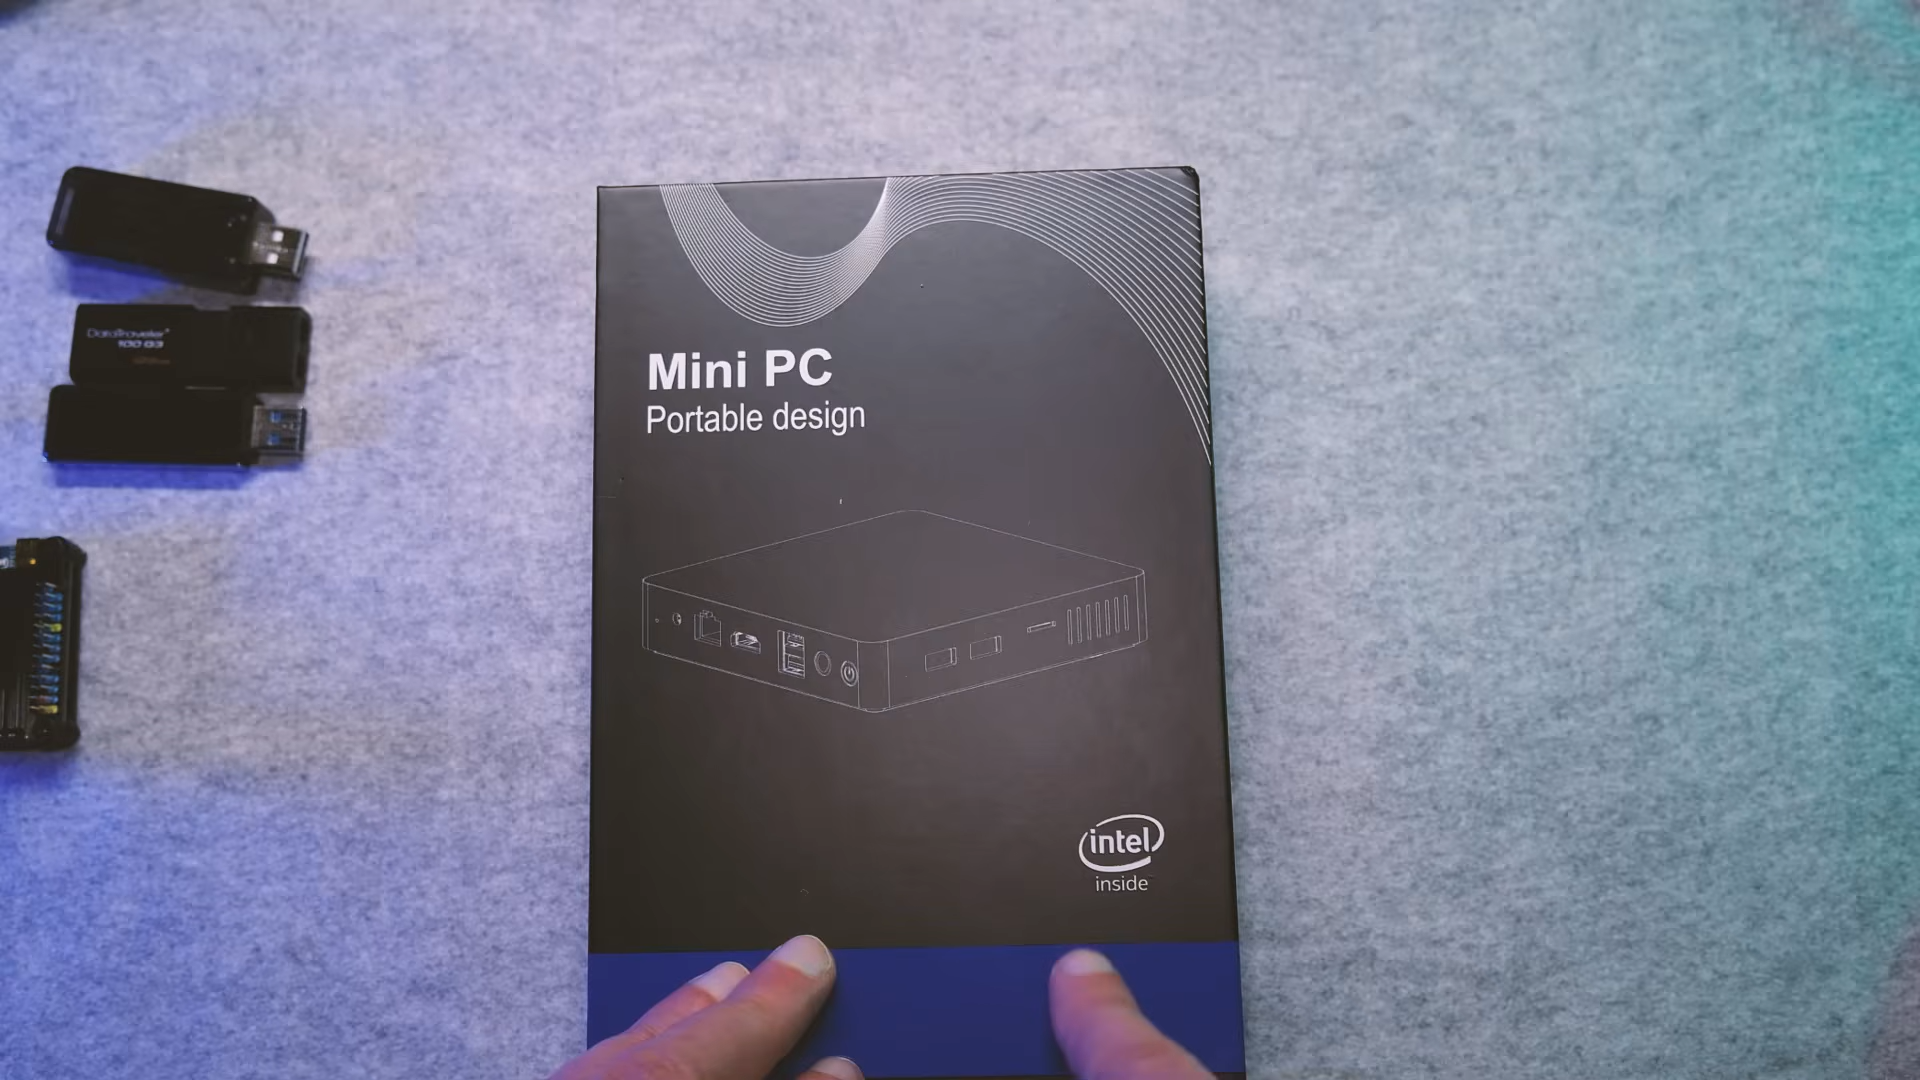 DataTraveler
100 G3
Mini PC
Portable design
intel
inside